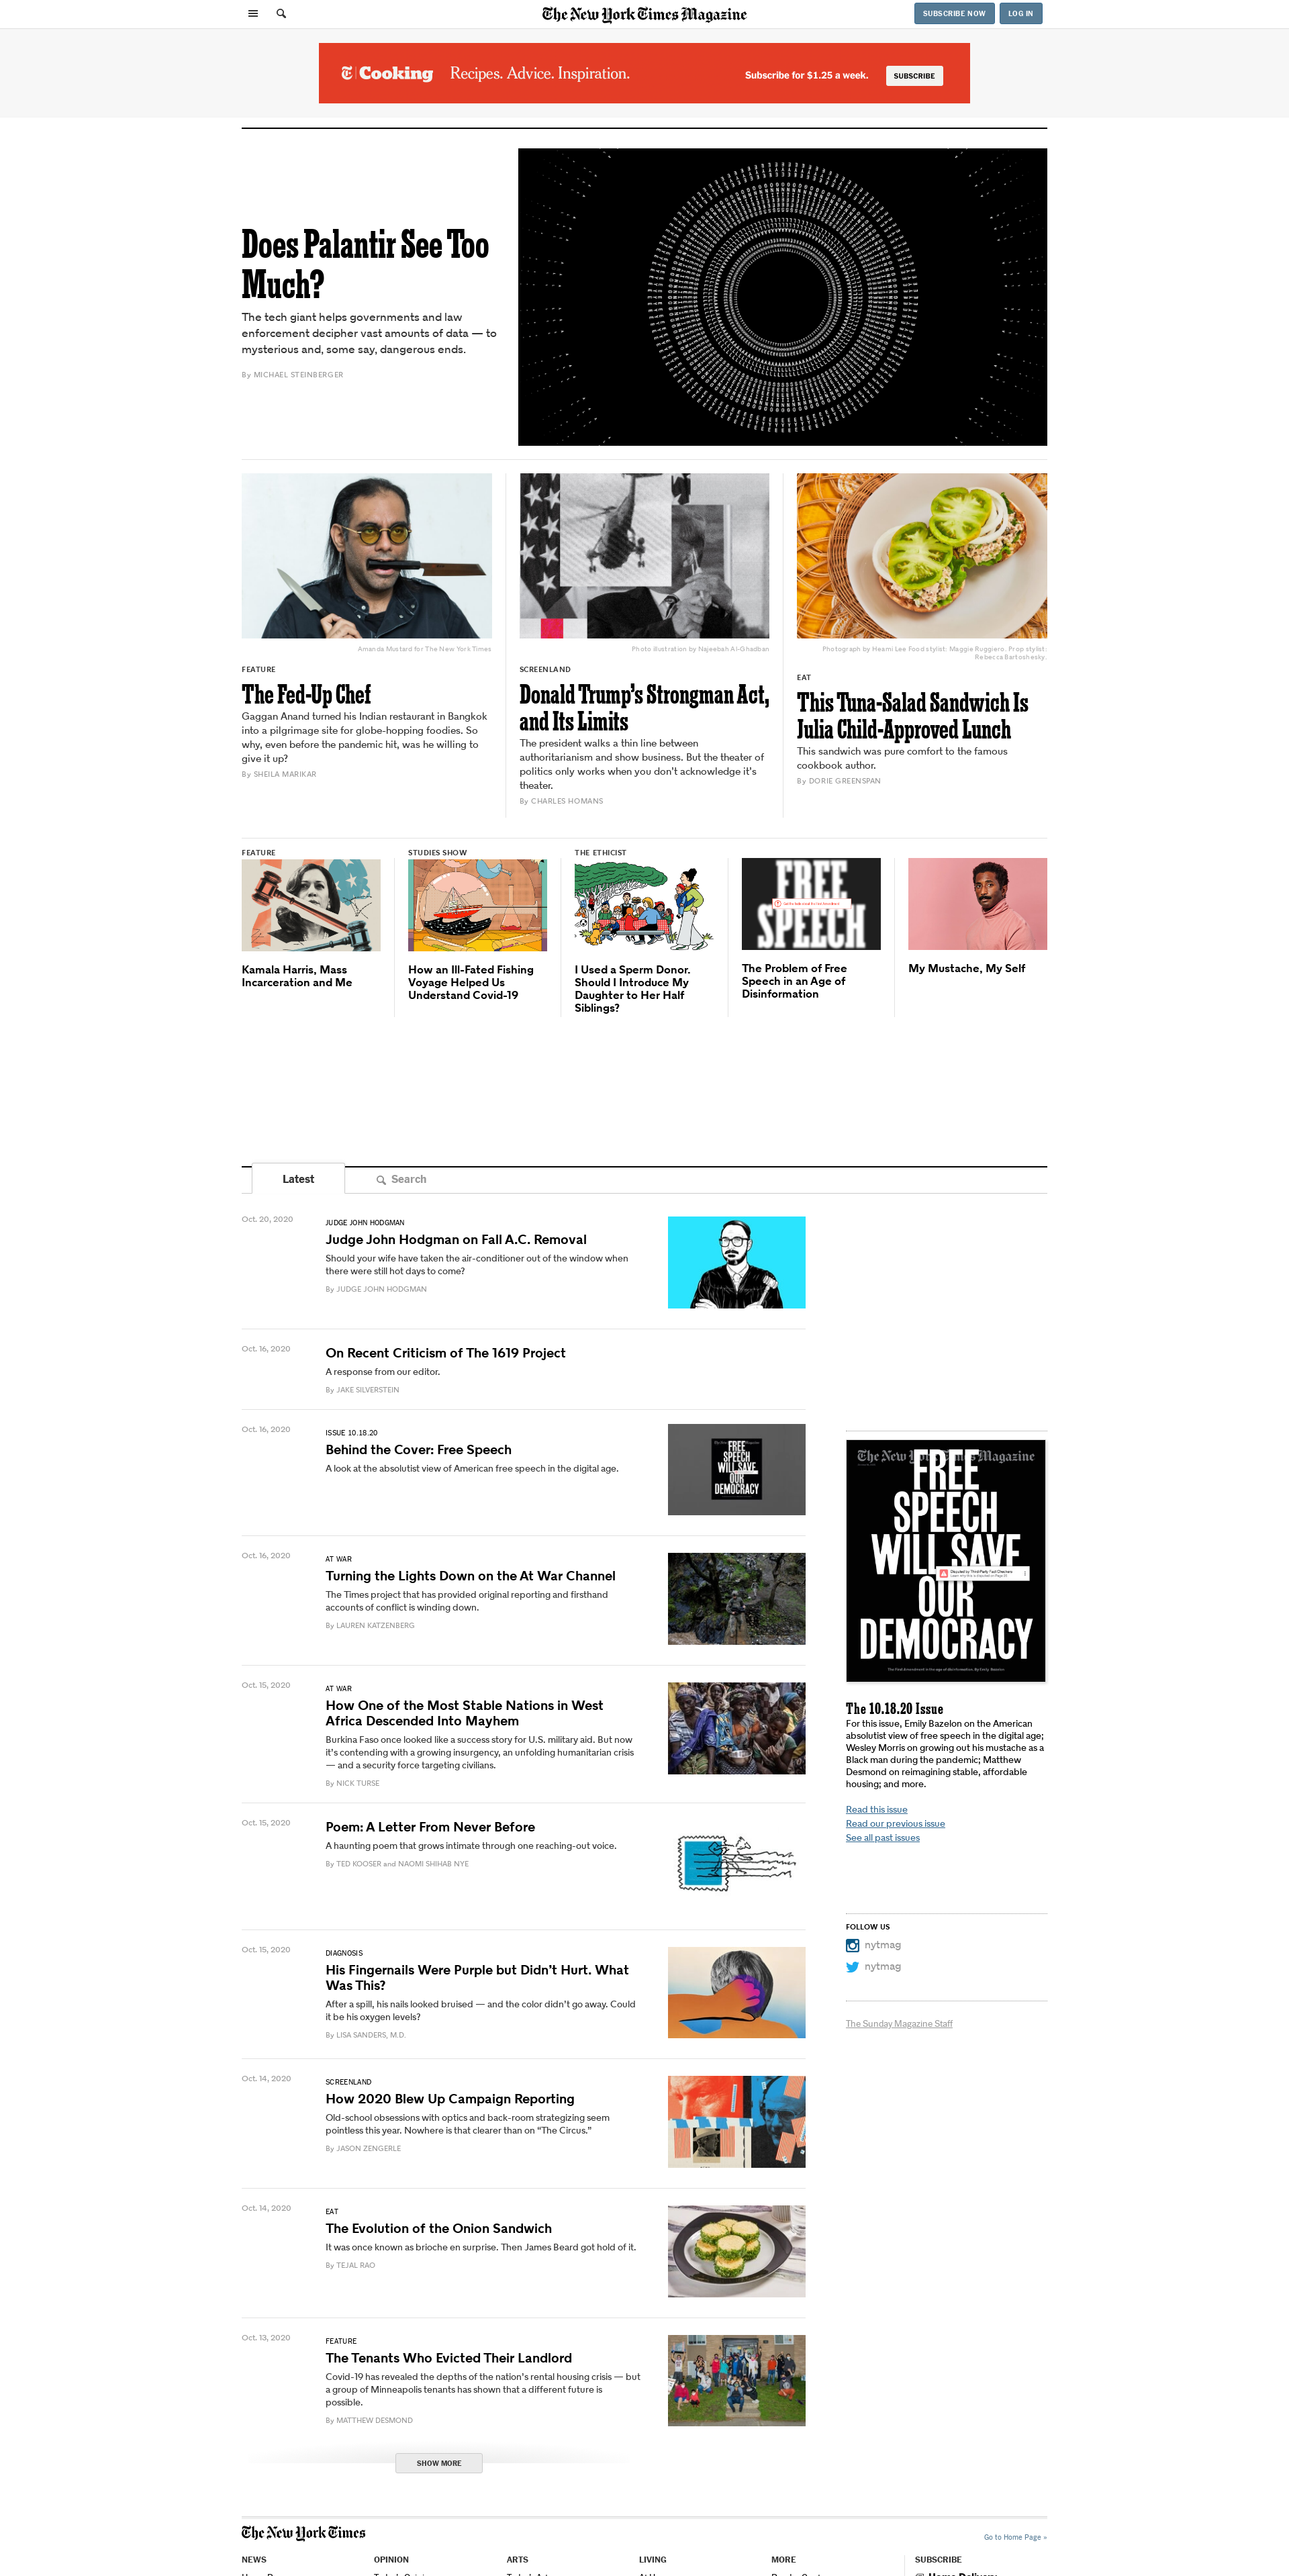 The New York Times Magazine
SUBSCRIBE NOW
LOG IN
Cooking
Recipes. Advice. Inspiration.
Subscribe for $1.25 a week.
SUBSCRIBE
Does Palantir See Too
Much?
The tech giant helps governments and law
enforcement decipher vast amounts of data — to
mysterious and, some say, dangerous ends.
By MICHAEL STEINBERGER
Amanda Mustard for The New York Times
FEATURE
The Fed-Up Chef
Gaggan Anand turned his Indian restaurant in Bangkok
into a pilgrimage site for globe-hopping foodies. So
why, even before the pandemic hit, was he willing to
give it up?
By SHEILA MARIKAR
Photo illustration by Najeebah Al-Ghadban
SCREENLAND
Donald Trump’s Strongman Act,
and Its Limits
The president walks a thin line between
authoritarianism and show business. But the theater of
politics only works when you don’t acknowledge it’s
theater.
By CHARLES HOMANS
Photograph by Heami Lee Food stylist: Maggie Ruggiero. Prop stylist:
Rebecca Bartoshesky.
EAT
This Tuna-Salad Sandwich Is
Julia Child-Approved Lunch
This sandwich was pure comfort to the famous
cookbook author.
By DORIE GREENSPAN
FEATURE
Kamala Harris, Mass
Incarceration and Me
STUDIES SHOW
How an Ill-Fated Fishing
Voyage Helped Us
Understand Covid-19
THE ETHICIST
I Used a Sperm Donor.
Should I Introduce My
Daughter to Her Half
Siblings?
FREE
SPEECH
The Problem of Free
Speech in an Age of
Disinformation
My Mustache, My Self
Latest
Search
Oct. 20, 2020
JUDGE JOHN HODGMAN
Judge John Hodgman on Fall A.C. Removal
Should your wife have taken the air-conditioner out of the window when
there were still hot days to come?
By JUDGE JOHN HODGMAN
Oct. 16, 2020
On Recent Criticism of The 1619 Project
A response from our editor.
By JAKE SILVERSTEIN
Oct. 16, 2020
ISSUE 10.18.20
Behind the Cover: Free Speech
A look at the absolutist view of American free speech in the digital age.
FREE
SPEECH
WILL SAVE
OUR
DEMOCRACY
Oct. 16, 2020
AT WAR
Turning the Lights Down on the At War Channel
The Times project that has provided original reporting and firsthand
accounts of conflict is winding down.
By LAUREN KATZENBERG
Oct. 15, 2020
AT WAR
How One of the Most Stable Nations in West
Africa Descended Into Mayhem
Burkina Faso once looked like a success story for U.S. military aid. But now
it’s contending with a growing insurgency, an unfolding humanitarian crisis
— and a security force targeting civilians.
By NICK TURSE
Oct. 15, 2020
Poem: A Letter From Never Before
A haunting poem that grows intimate through one reaching-out voice.
By TED KOOSER and NAOMI SHIHAB NYE
Oct. 15, 2020
DIAGNOSIS
His Fingernails Were Purple but Didn’t Hurt. What
Was This?
After a spill, his nails looked bruised — and the color didn’t go away. Could
it be his oxygen levels?
By LISA SANDERS, M.D.
Oct. 14, 2020
SCREENLAND
How 2020 Blew Up Campaign Reporting
Old-school obsessions with optics and back-room strategizing seem
pointless this year. Nowhere is that clearer than on “The Circus.”
By JASON ZENGERLE
Oct. 14, 2020
EAT
The Evolution of the Onion Sandwich
It was once known as brioche en surprise. Then James Beard got hold of it.
By TEJAL RAO
Oct. 13, 2020
FEATURE
The Tenants Who Evicted Their Landlord
Covid-19 has revealed the depths of the nation’s rental housing crisis — but
a group of Minneapolis tenants has shown that a different future is
possible.
By MATTHEW DESMOND
SHOW MORE
The New York Times Magazine
FREE
SPEECH
WILL SAVE
OUR
DEMOCRACY
The 10.18.20 Issue
For this issue, Emily Bazelon on the American
absolutist view of free speech in the digital age;
Wesley Morris on growing out his mustache as a
Black man during the pandemic; Matthew
Desmond on reimagining stable, affordable
housing; and more.
Read this issue
Read our previous issue
See all past issues
FOLLOW US
nytmag
nytmag
The Sunday Magazine Staff
The New York Times
Go to Home Page »
NEWS
OPINION
ARTS
LIVING
MORE
SUBSCRIBE